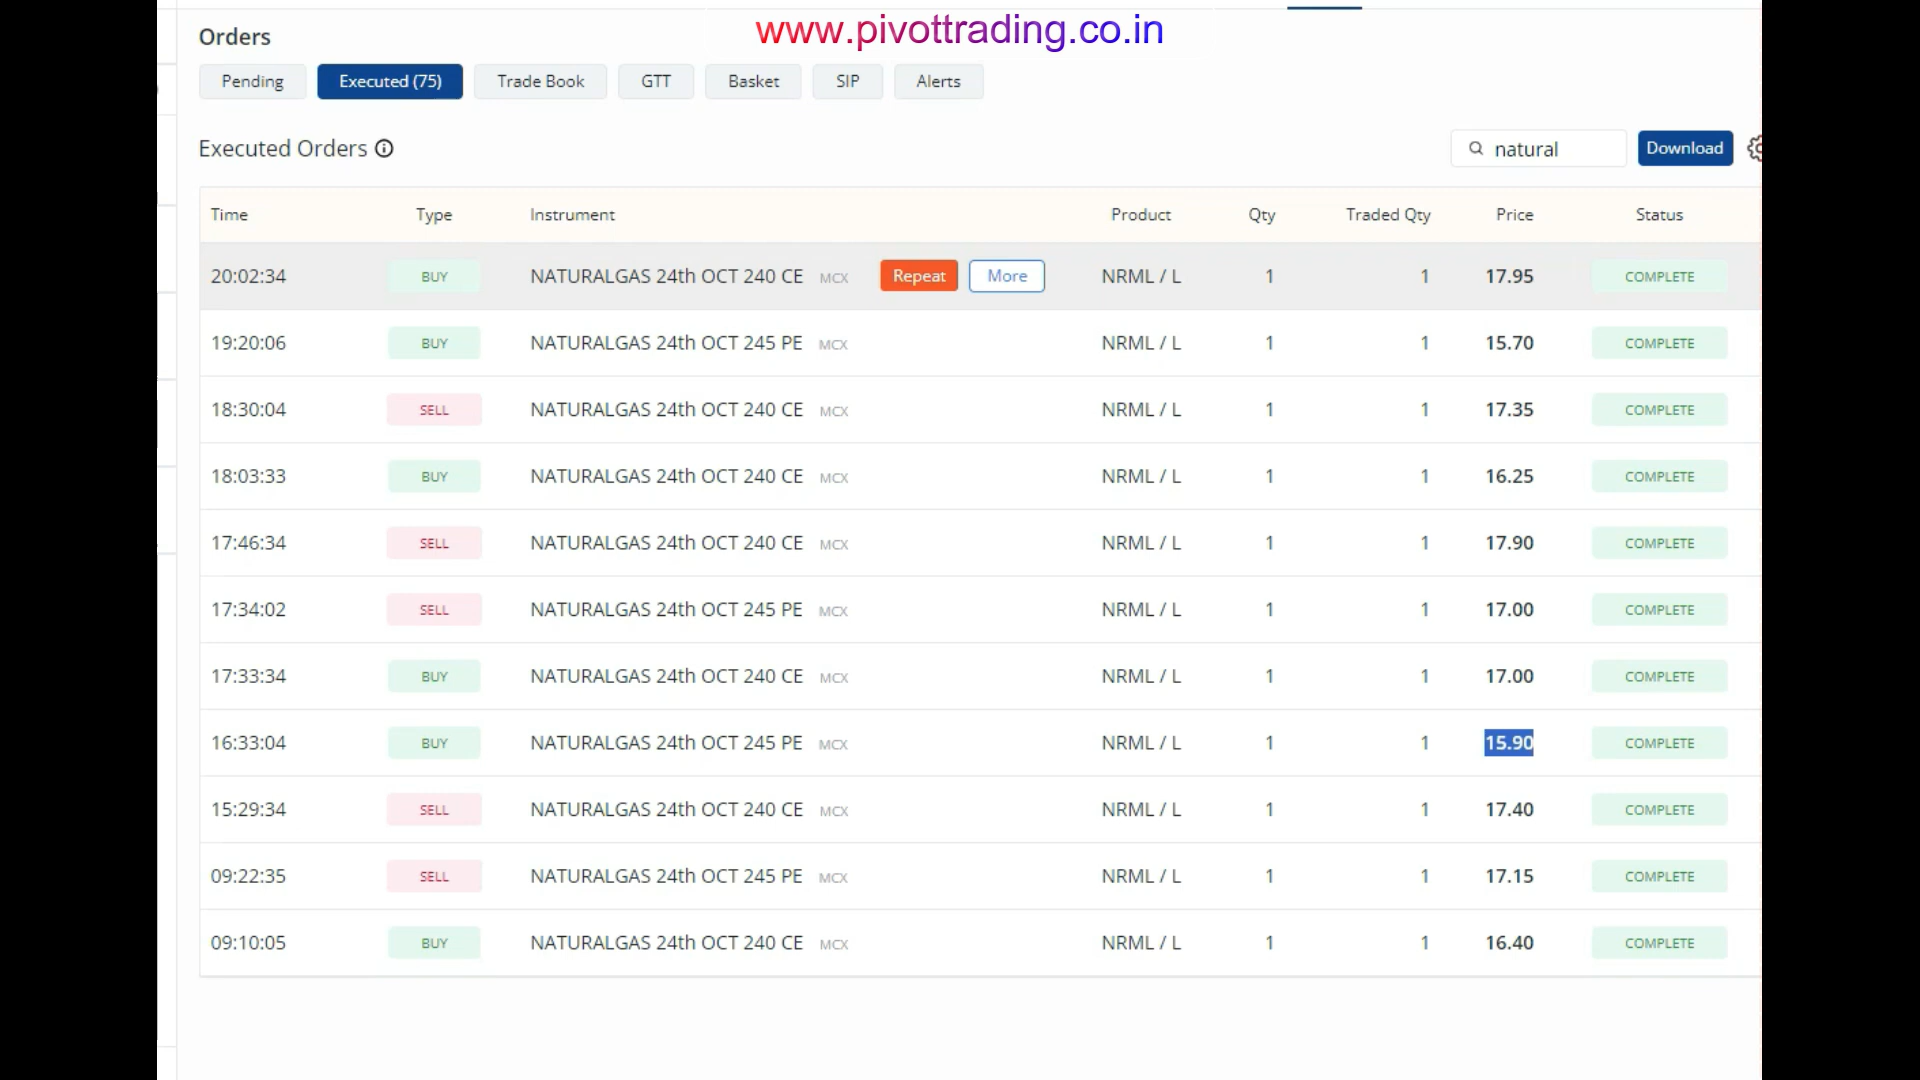 www.pivottrading.co.in
Orders
Pending Executed (75) Trade Book GTT Basket SIP Alerts
Executed Orders
natural Download
Time Type Instrument Product Qty Traded Qty Price Status
20:02:34 BUY NATURALGAS 24th OCT 240 CE MCX Repeat More NRML / L 1 1 17.95 COMPLETE
19:20:06 BUY NATURALGAS 24th OCT 245 PE MCX NRML / L 1 1 15.70 COMPLETE
18:30:04 SELL NATURALGAS 24th OCT 240 CE MCX NRML / L 1 1 17.35 COMPLETE
18:03:33 BUY NATURALGAS 24th OCT 240 CE MCX NRML / L 1 1 16.25 COMPLETE
17:46:34 SELL NATURALGAS 24th OCT 240 CE MCX NRML / L 1 1 17.90 COMPLETE
17:34:02 SELL NATURALGAS 24th OCT 245 PE MCX NRML / L 1 1 17.00 COMPLETE
17:33:34 BUY NATURALGAS 24th OCT 240 CE MCX NRML / L 1 1 17.00 COMPLETE
16:33:04 BUY NATURALGAS 24th OCT 245 PE MCX NRML / L 1 1 15.90 COMPLETE
15:29:34 SELL NATURALGAS 24th OCT 240 CE MCX NRML / L 1 1 17.40 COMPLETE
09:22:35 SELL NATURALGAS 24th OCT 245 PE MCX NRML / L 1 1 17.15 COMPLETE
09:10:05 BUY NATURALGAS 24th OCT 240 CE MCX NRML / L 1 1 16.40 COMPLETE